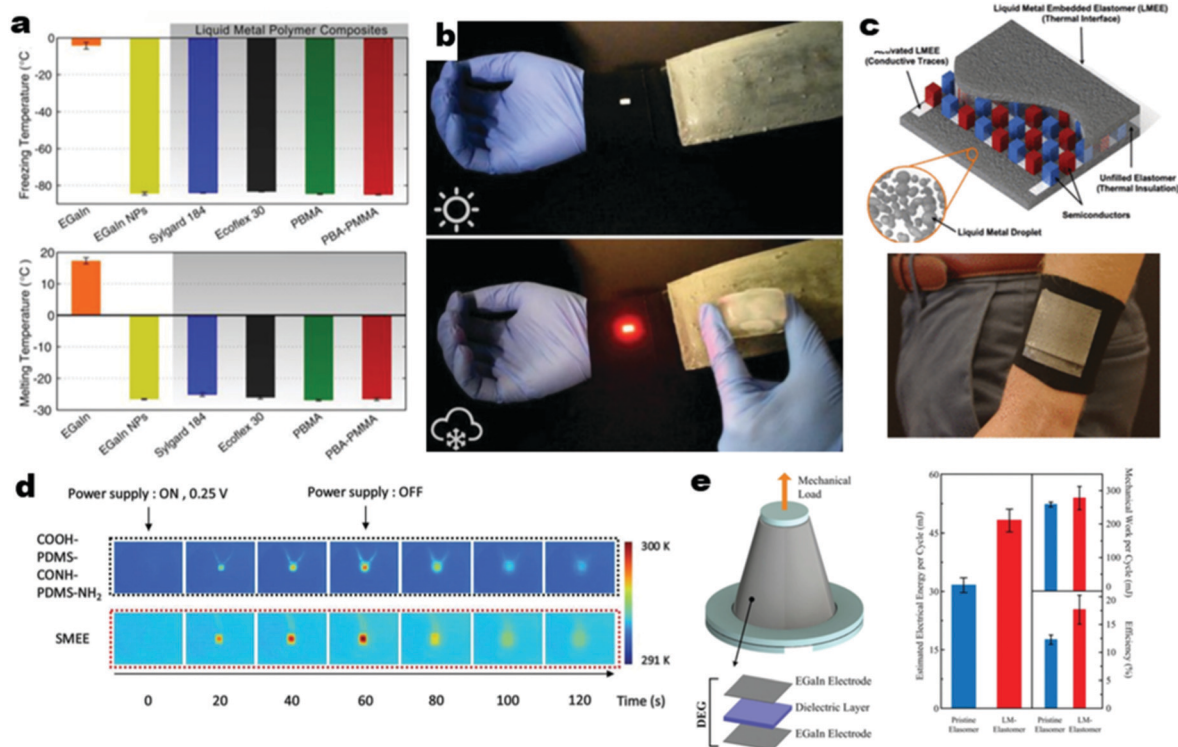 a
Liquid Metal Polymer Composites
Freezing Temperature (°C)
0
-20
-40
-60
-80
EGaIn
EGaIn NPs
Sylgard 184
Ecoflex 30
PBMA
PBA-PMMA
Melting Temperature (°C)
20
10
0
-10
-20
-30
EGaIn
EGaIn NPs
Sylgard 184
Ecoflex 30
PBMA
PBA-PMMA
b
c
Liquid Metal Embedded Elastomer (LMEE)
(Thermal Interface)
Activated LMEE
(Conductive Traces)
Unfilled Elastomer
(Thermal Insulation)
Semiconductors
Liquid Metal Droplet
d
Power supply : ON , 0.25 V
Power supply : OFF
COOH-
PDMS-
CONH-
PDMS-NH2
SMEE
300 K
291 K
0 20 40 60 80 100 120 Time (s)
e
Mechanical
Load
DEG
EGaIn Electrode
Dielectric Layer
EGaIn Electrode
Estimated Electrical Energy per Cycle (mJ)
60
45
30
15
0
Pristine
Elasomer
LM-
Elastomer
Mechanical Work per Cycle (mJ)
300
200
100
0
Efficiency (%)
20
15
10
5
0
Pristine
Elasomer
LM-
Elastomer